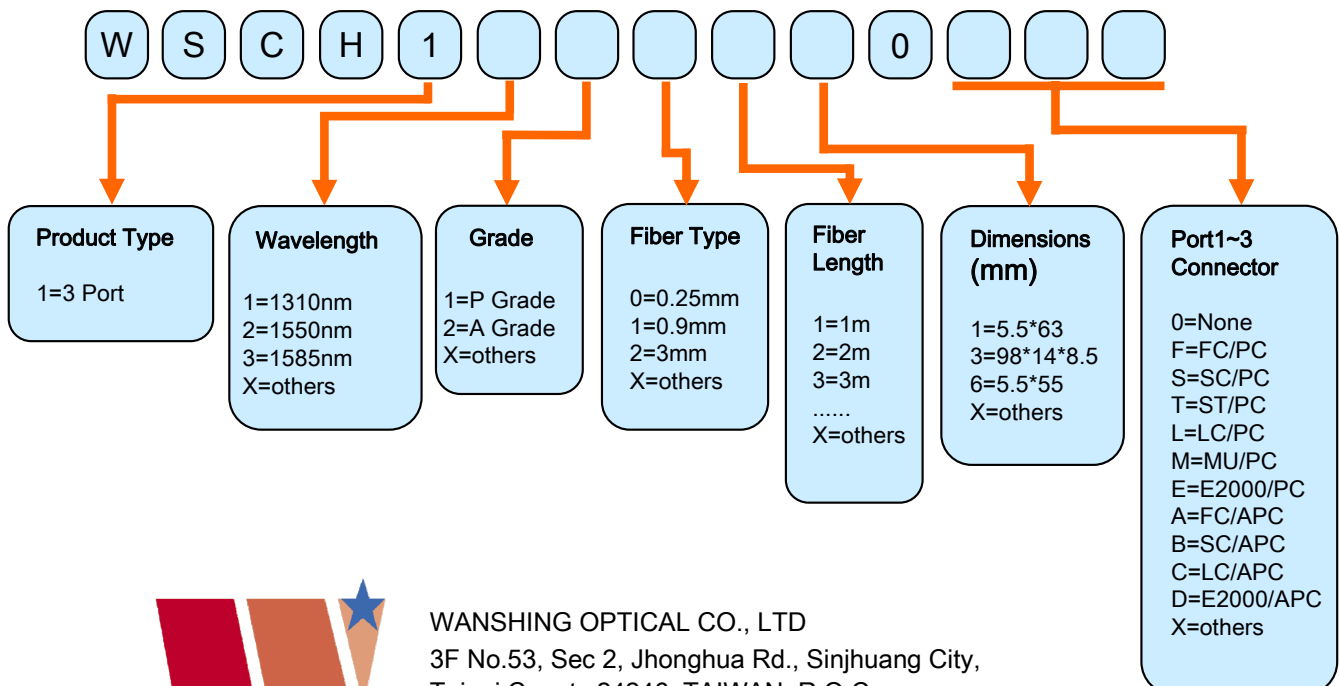 W S C H 1 0
Product Type
1=3 Port
Wavelength
1=1310nm
2=1550nm
3=1585nm
X=others
Grade
1=P Grade
2=A Grade
X=others
Fiber Type
0=0.25mm
1=0.9mm
2=3mm
X=others
Fiber
Length
1=1m
2=2m
3=3m
......
X=others
Dimensions
(mm)
1=5.5*63
3=98*14*8.5
6=5.5*55
X=others
Port1~3
Connector
0=None
F=FC/PC
S=SC/PC
T=ST/PC
L=LC/PC
M=MU/PC
E=E2000/PC
A=FC/APC
B=SC/APC
C=LC/APC
D=E2000/APC
X=others
WANSHING OPTICAL CO., LTD
3F No.53, Sec 2, Jhonghua Rd., Sinjhuang City,